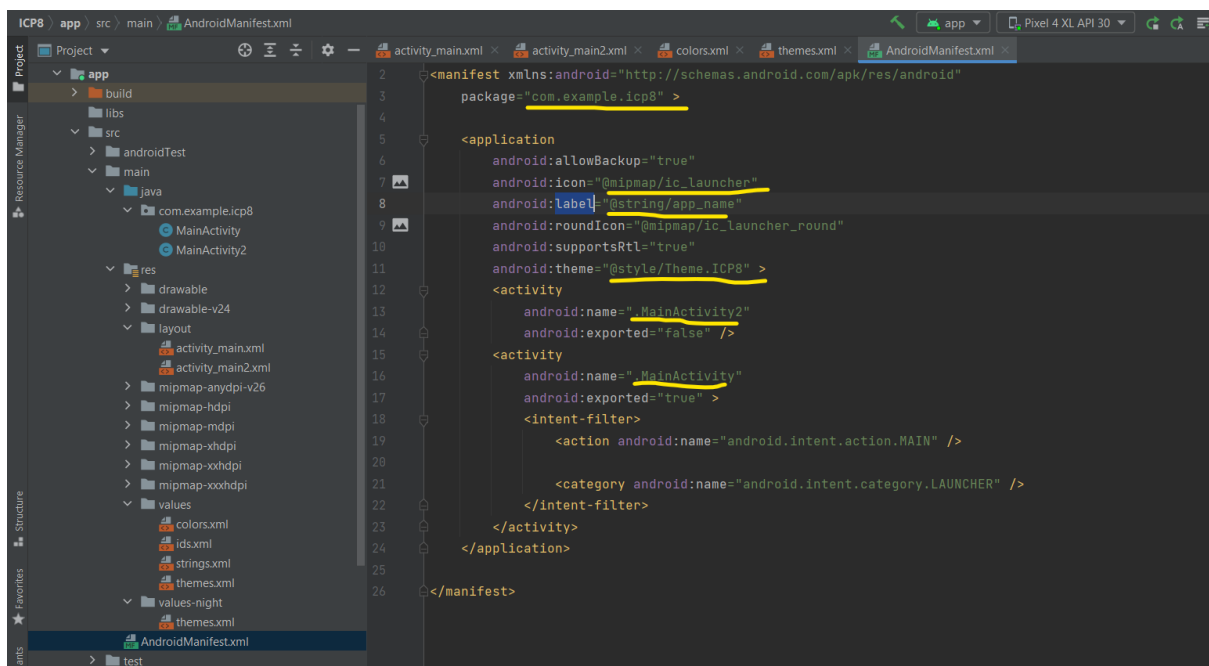 ICP8 app src main AndroidManifest.xml app Pixel 4 XL API 30
Project
Resource Manager
Structure
Favorites
Project
app
build
libs
src
androidTest
main
java
com.example.icp8
MainActivity
MainActivity2
res
drawable
drawable-v24
layout
activity_main.xml
activity_main2.xml
mipmap-anydpi-v26
mipmap-hdpi
mipmap-mdpi
mipmap-xhdpi
mipmap-xxhdpi
mipmap-xxxhdpi
values
colors.xml
ids.xml
strings.xml
themes.xml
values-night
themes.xml
AndroidManifest.xml
test
activity_main.xml activity_main2.xml colors.xml themes.xml AndroidManifest.xml
2 <manifest xmlns:android="http://schemas.android.com/apk/res/android"
3 package="com.example.icp8" >
4
5 <application
6 android:allowBackup="true"
7 android:icon="@mipmap/ic_launcher"
8 android:label="@string/app_name"
9 android:roundIcon="@mipmap/ic_launcher_round"
10 android:supportsRtl="true"
11 android:theme="@style/Theme.ICP8" >
12 <activity
13 android:name=".MainActivity2"
14 android:exported="false" />
15 <activity
16 android:name=".MainActivity"
17 android:exported="true" >
18 <intent-filter>
19 <action android:name="android.intent.action.MAIN" />
20
21 <category android:name="android.intent.category.LAUNCHER" />
22 </intent-filter>
23 </activity>
24 </application>
25
26 </manifest>